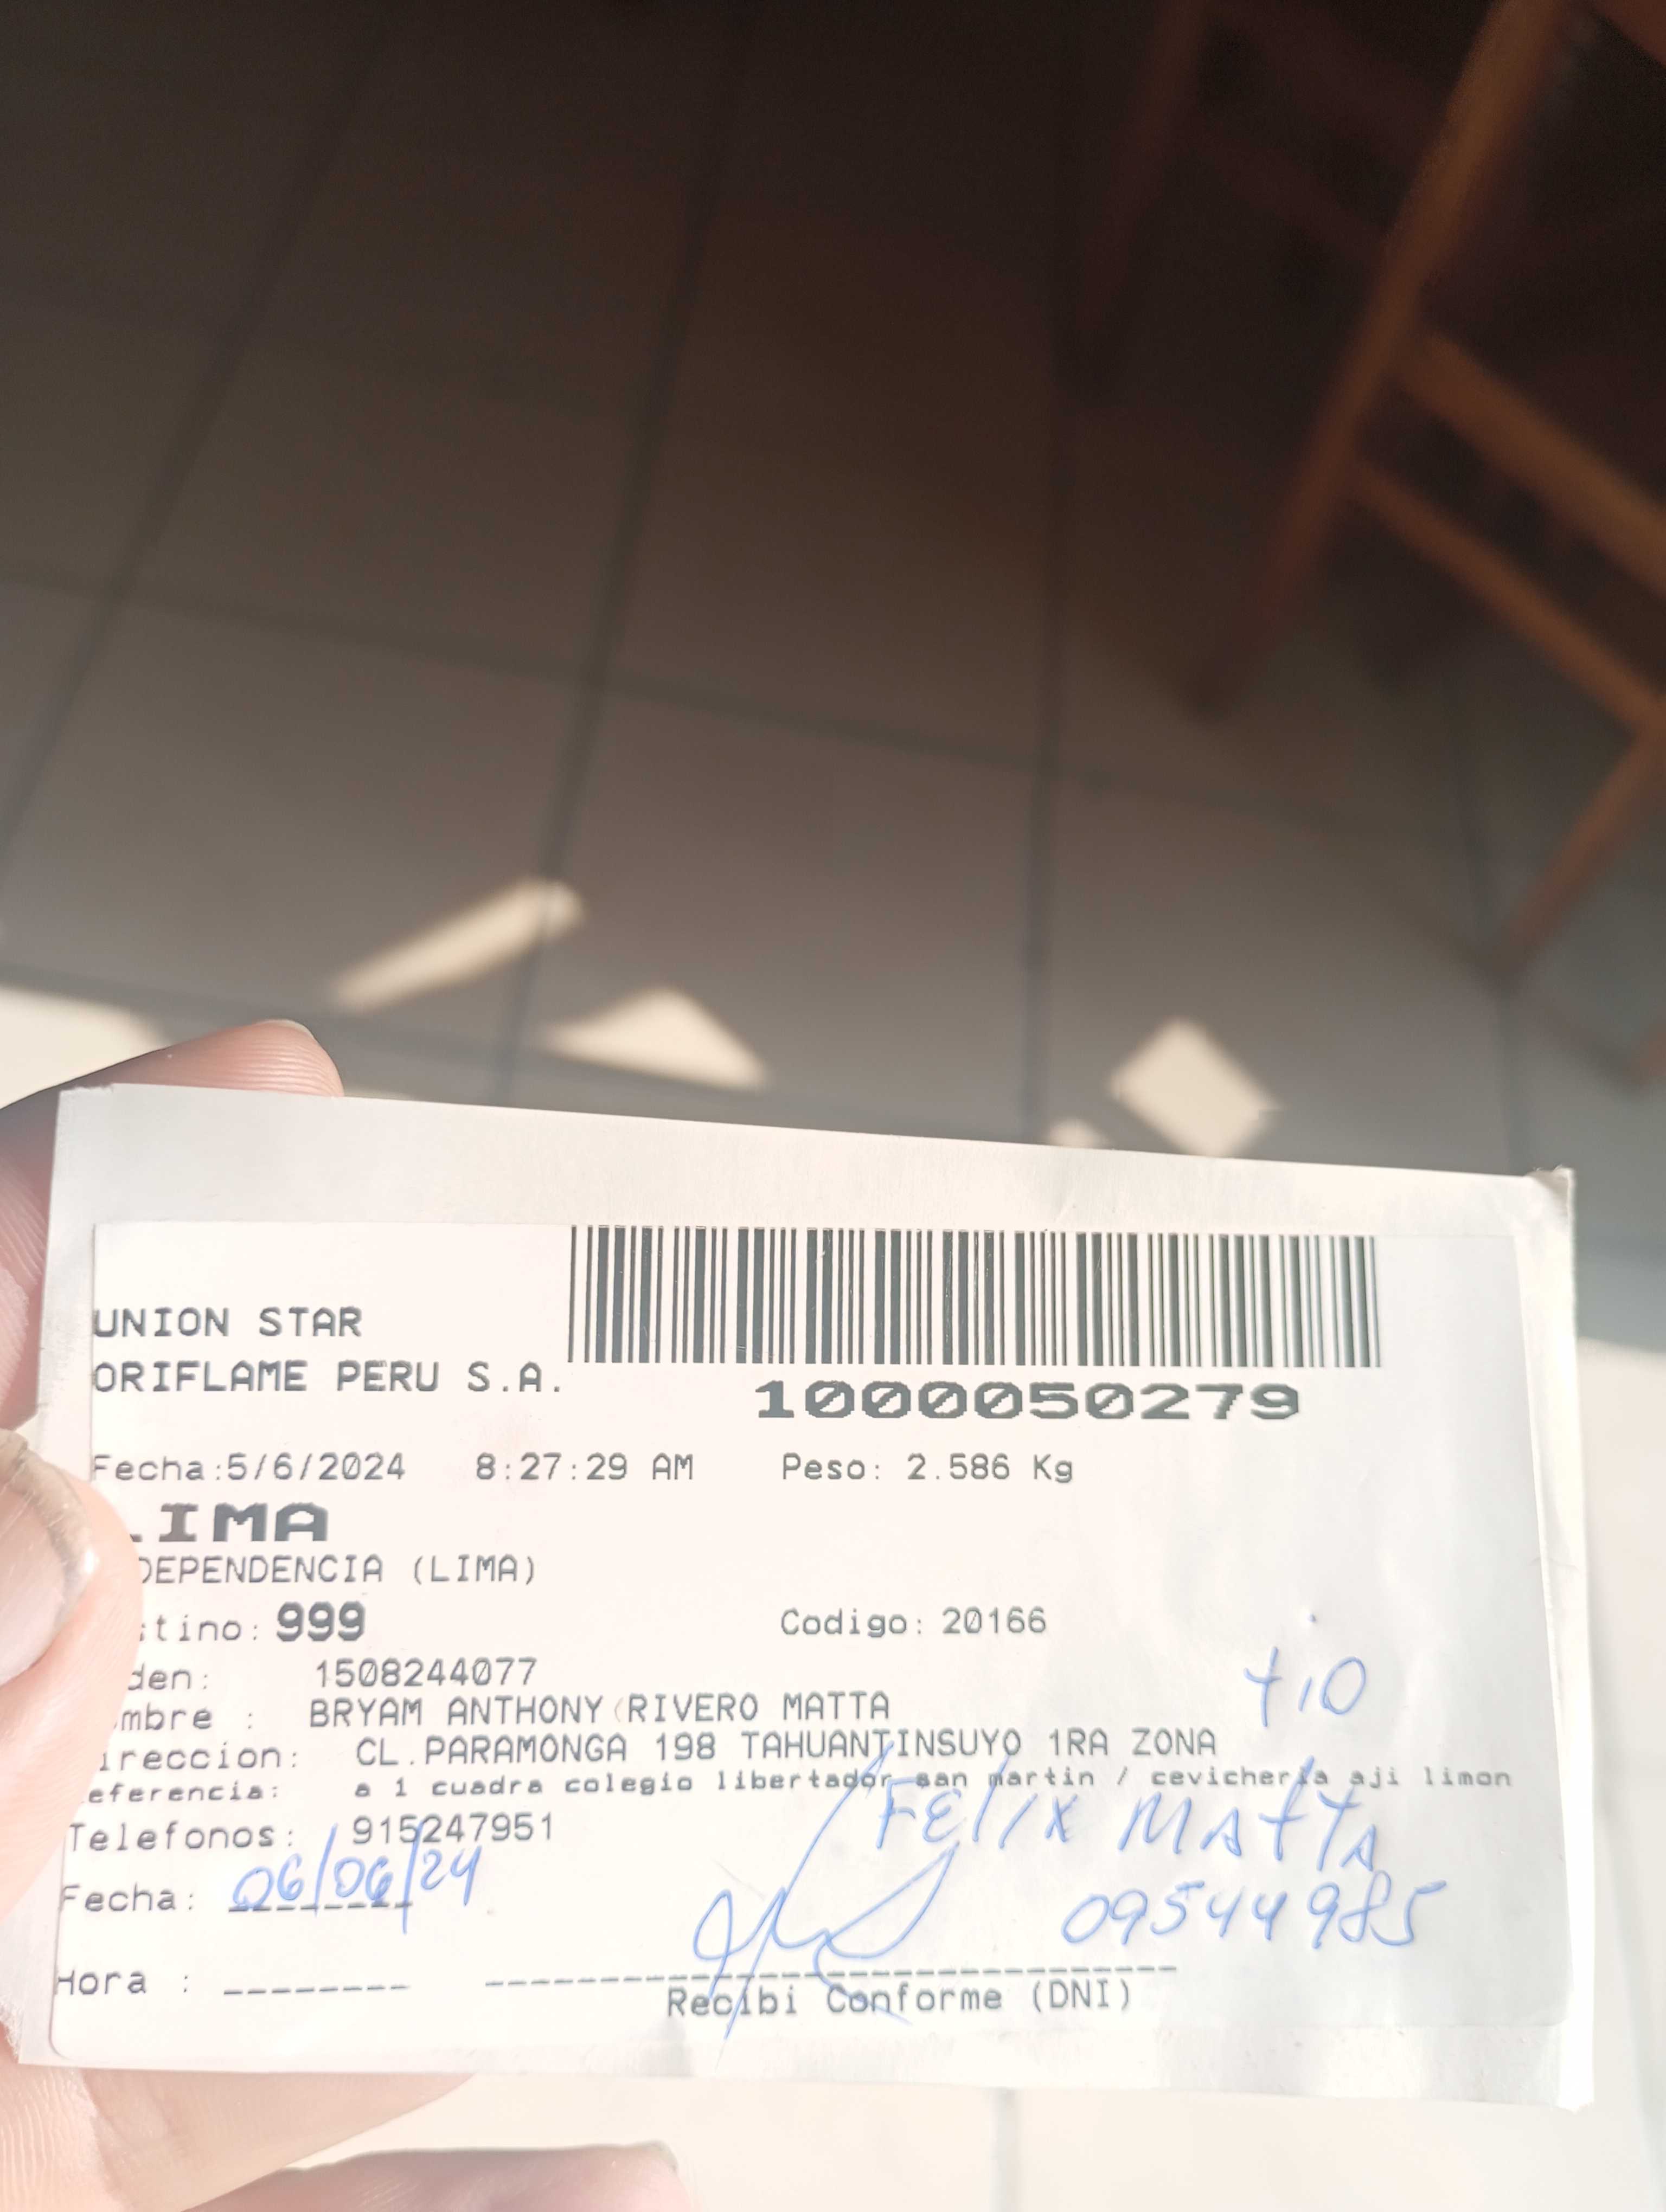 UNION STAR
ORIFLAME PERU S.A.
1000050279
Fecha:5/6/2024 8:27:29 AM Peso: 2.586 Kg
LIMA
DEPENDENCIA (LIMA)
stino: 999 Codigo: 20166
den: 1508244077
tio
mbre : BRYAM ANTHONY RIVERO MATTA
ireccion: CL.PARAMONGA 198 TAHUANTINSUYO 1RA ZONA
eferencia: a 1 cuadra colegio libertador san martin / cevicheria aji limon
FElix MAttA
Telefonos: 915247951
Fecha: 06/06/24
09544985
Hora :
Recibi Conforme (DNI)